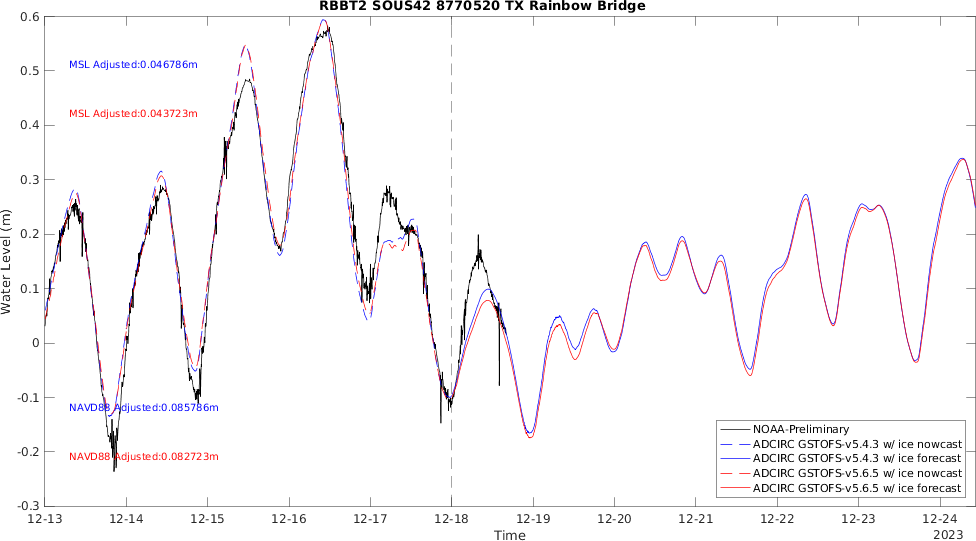 RBBT2 SOUS42 8770520 TX Rainbow Bridge
0.6
0.5
0.4
0.3
0.2
0.1
0
-0.1
-0.2
-0.3
Water Level (m)
MSL Adjusted:0.046786m
MSL Adjusted:0.043723m
NAVD88 Adjusted:0.085786m
NAVD88 Adjusted:0.082723m
NOAA-Preliminary
ADCIRC GSTOFS-v5.4.3 w/ ice nowcast
ADCIRC GSTOFS-v5.4.3 w/ ice forecast
ADCIRC GSTOFS-v5.6.5 w/ ice nowcast
ADCIRC GSTOFS-v5.6.5 w/ ice forecast
12-13 12-14 12-15 12-16 12-17 12-18 12-19 12-20 12-21 12-22 12-23 12-24
Time
2023